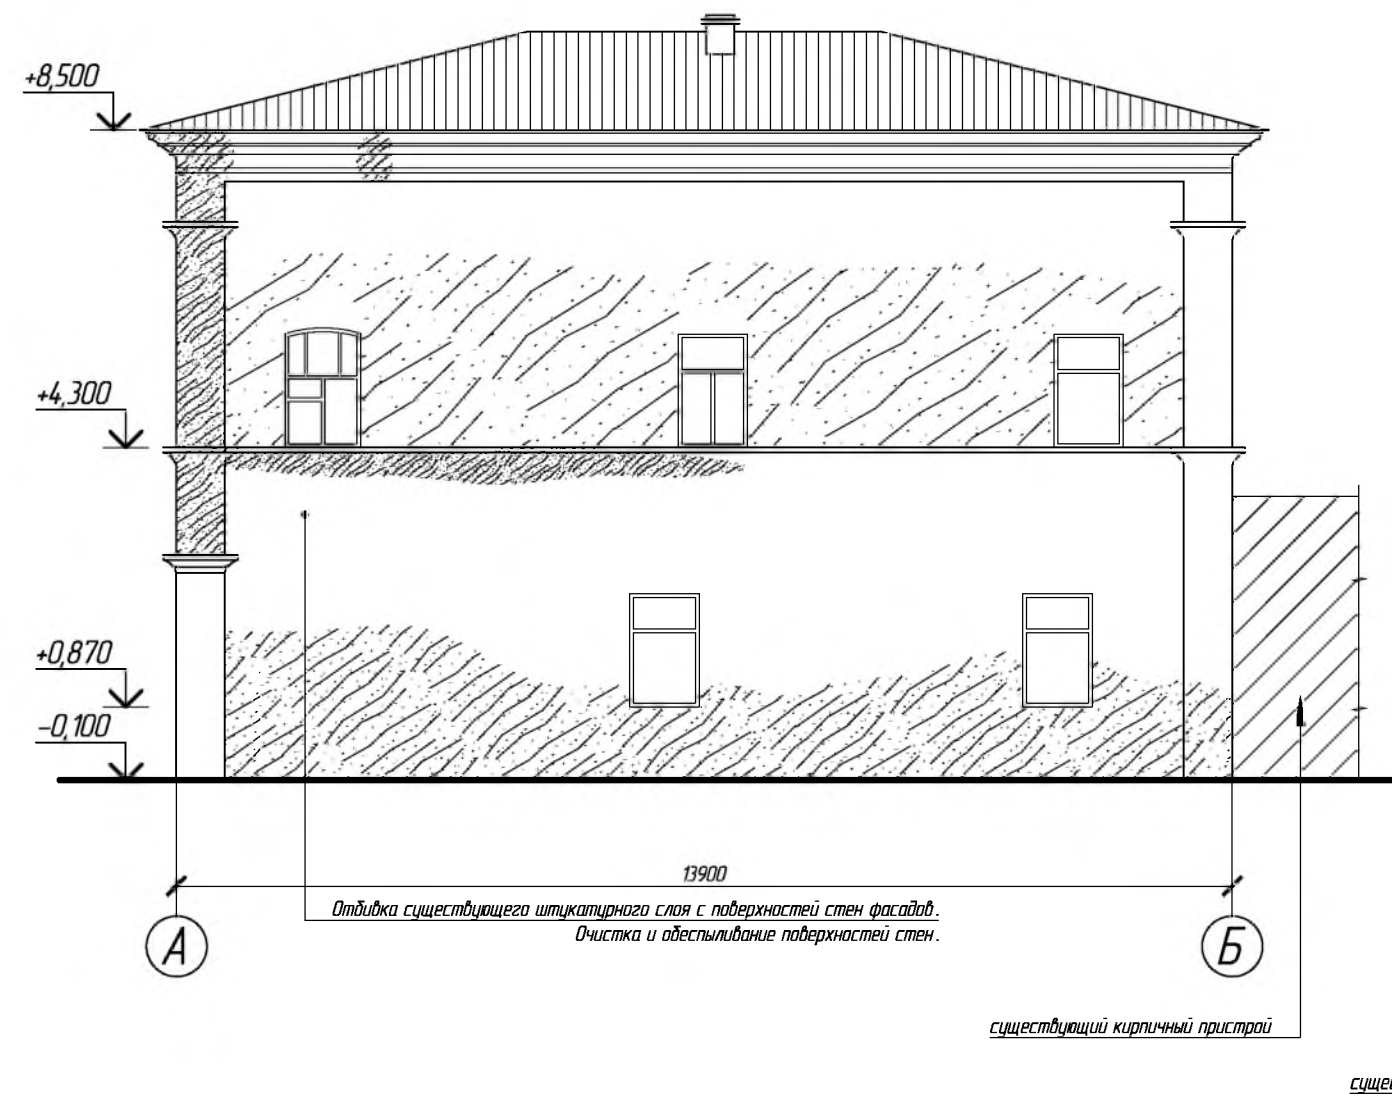 +8,500
+4,300
+0,870
-0,100
13900
Отбивка существующего штукатурного слоя с поверхностей стен фасадов.
Очистка и обеспыливание поверхностей стен.
А
Б
существующий кирпичный пристрой
сущес